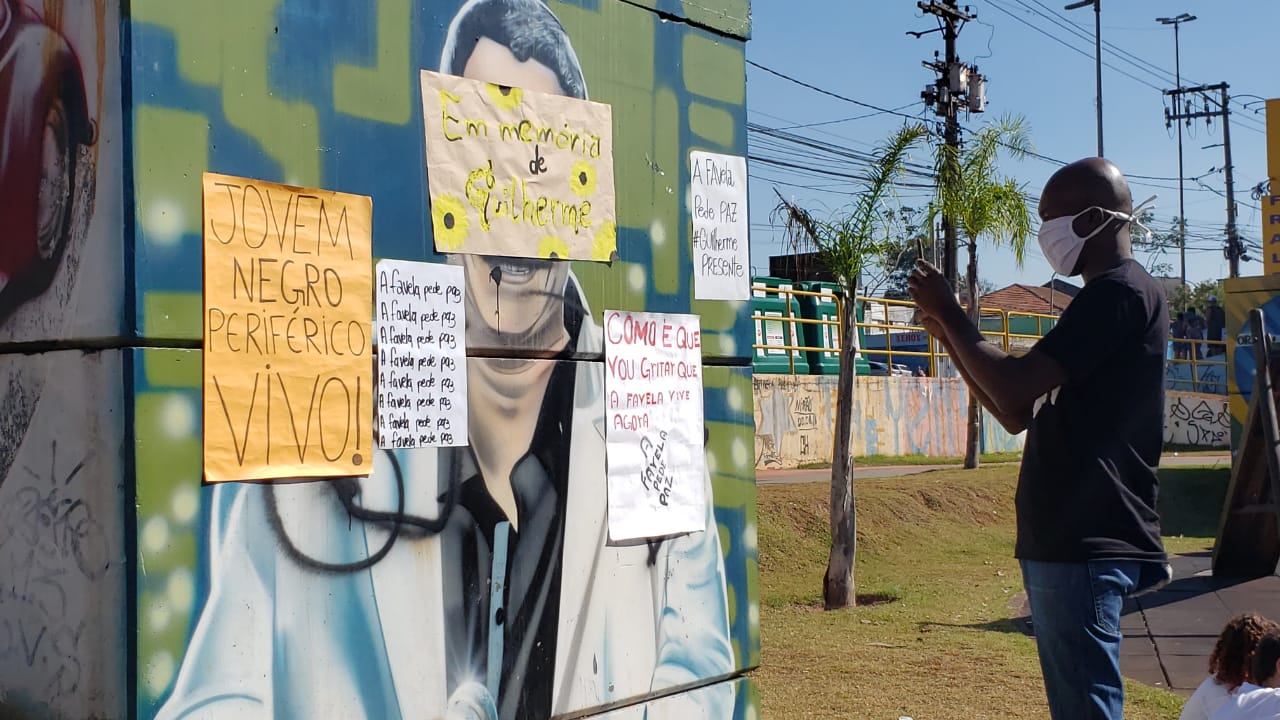 JOVEM
NEGRO
PERIFÉRICO
VIVO!
A favela pede paz
A favela pede paz
A favela pede paz
A favela pede paz
A favela pede paz
A favela pede paz
A favela pede paz
A favela pede paz
A favela pede paz
Em memória
de
Guilherme
COMO É QUE
VOU GRITAR QUE
A FAVELA VIVE
AGORA
A
FAVELA
PEDE
PAZ
A FAvelA
Pede PAZ
#GUIlherme
PRESENTE